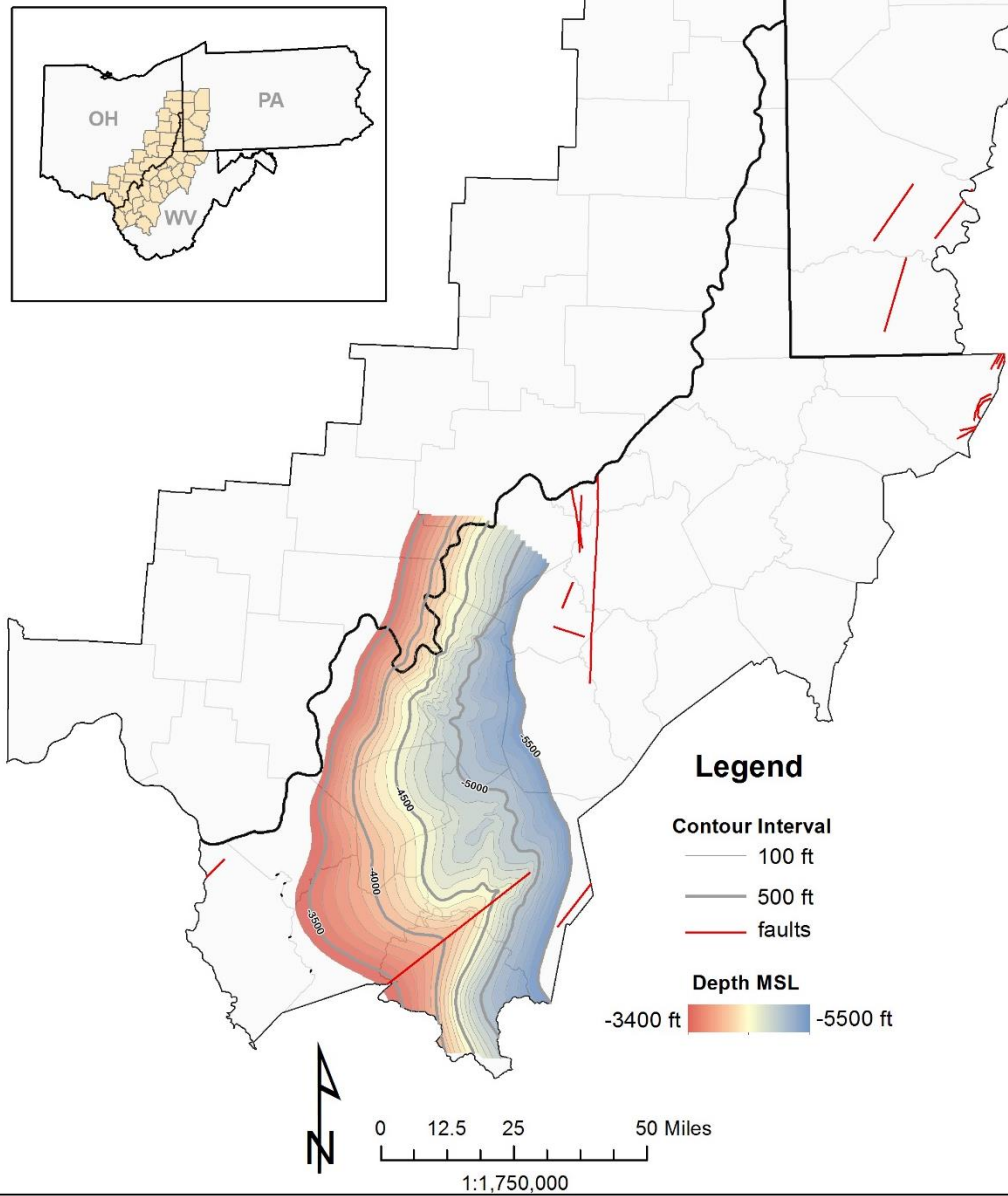 OH
PA
WV
-5500
-5000
-4500
-4000
-3500
Legend
Contour Interval
100 ft
500 ft
faults
Depth MSL
-3400 ft
-5500 ft
N
0 12.5 25 50 Miles
1:1,750,000